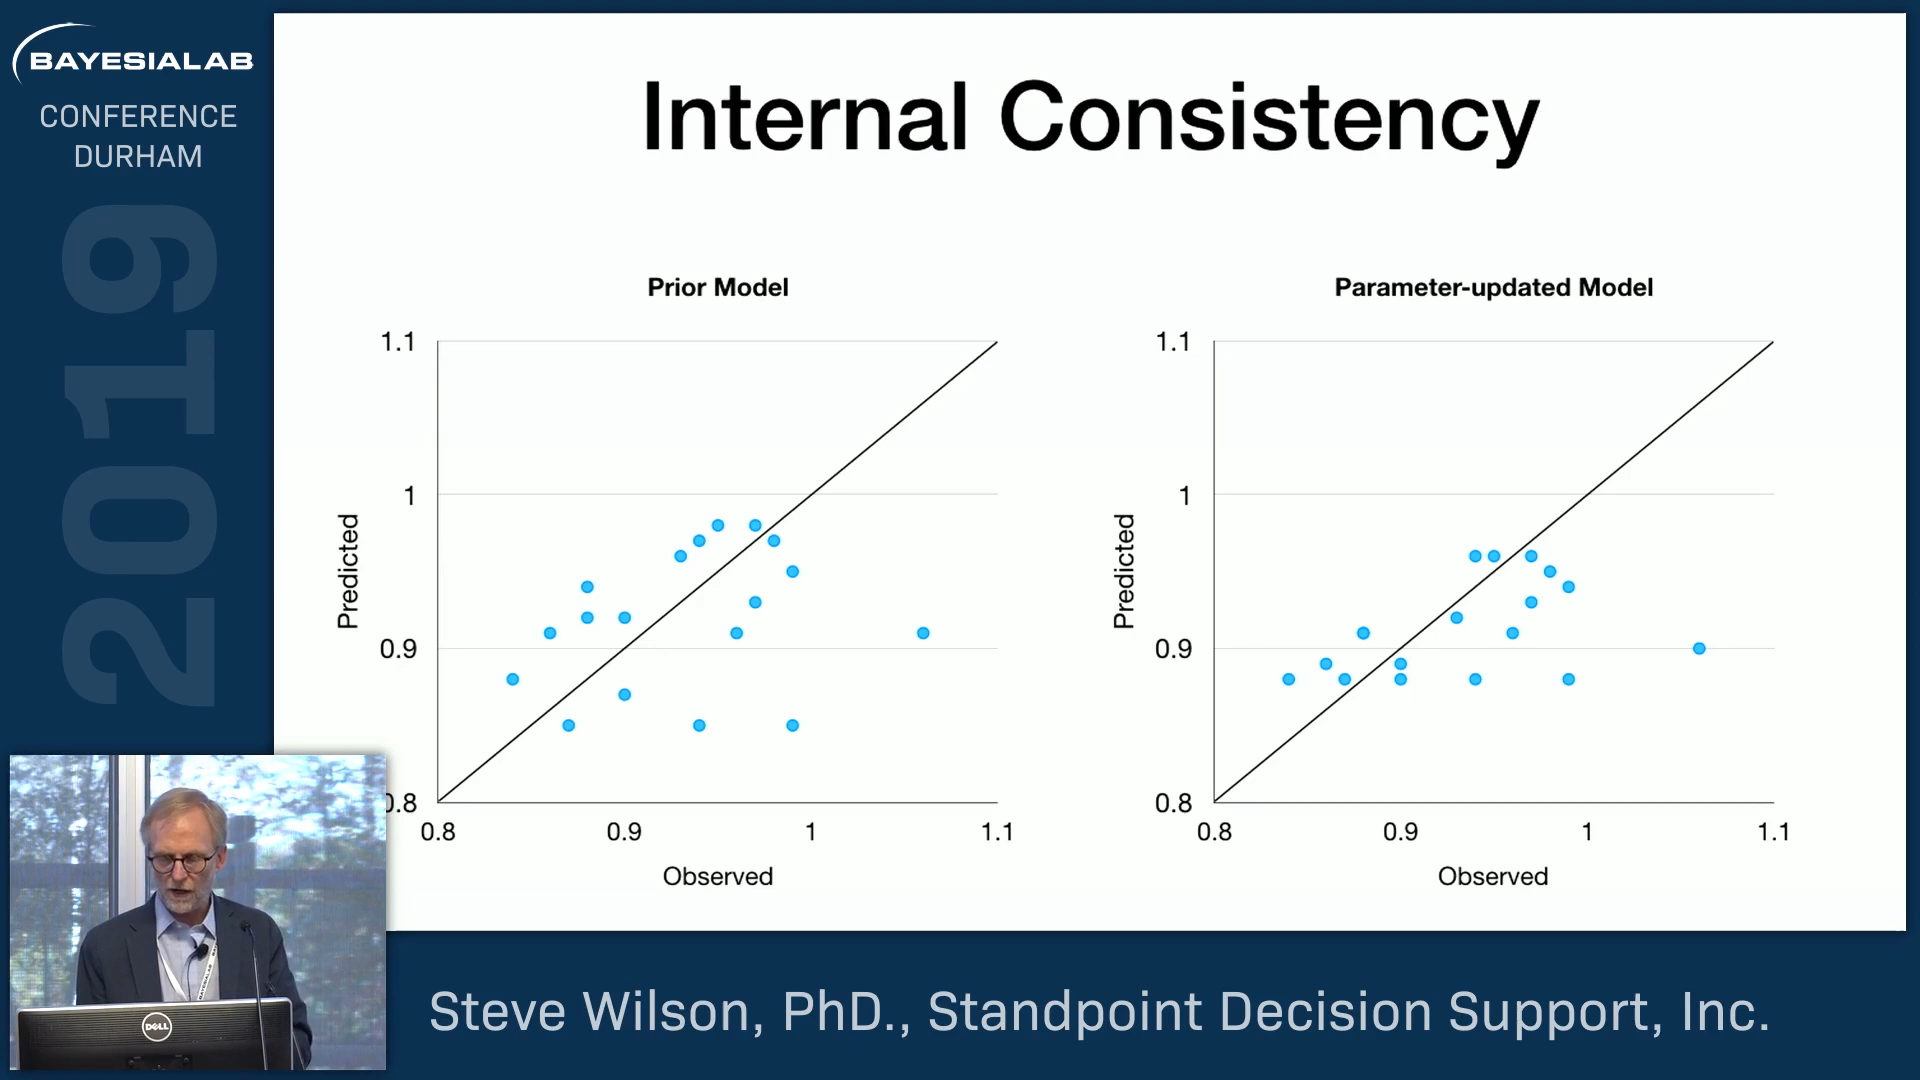 BAYESIALAB
CONFERENCE
DURHAM
2019
Internal Consistency
Prior Model
1.1
1
0.9
0.8
Predicted
0.8 0.9 1 1.1
Observed
Parameter-updated Model
1.1
1
0.9
0.8
Predicted
0.8 0.9 1 1.1
Observed
DELL
BAYESIALAB
Steve Wilson, PhD., Standpoint Decision Support, Inc.